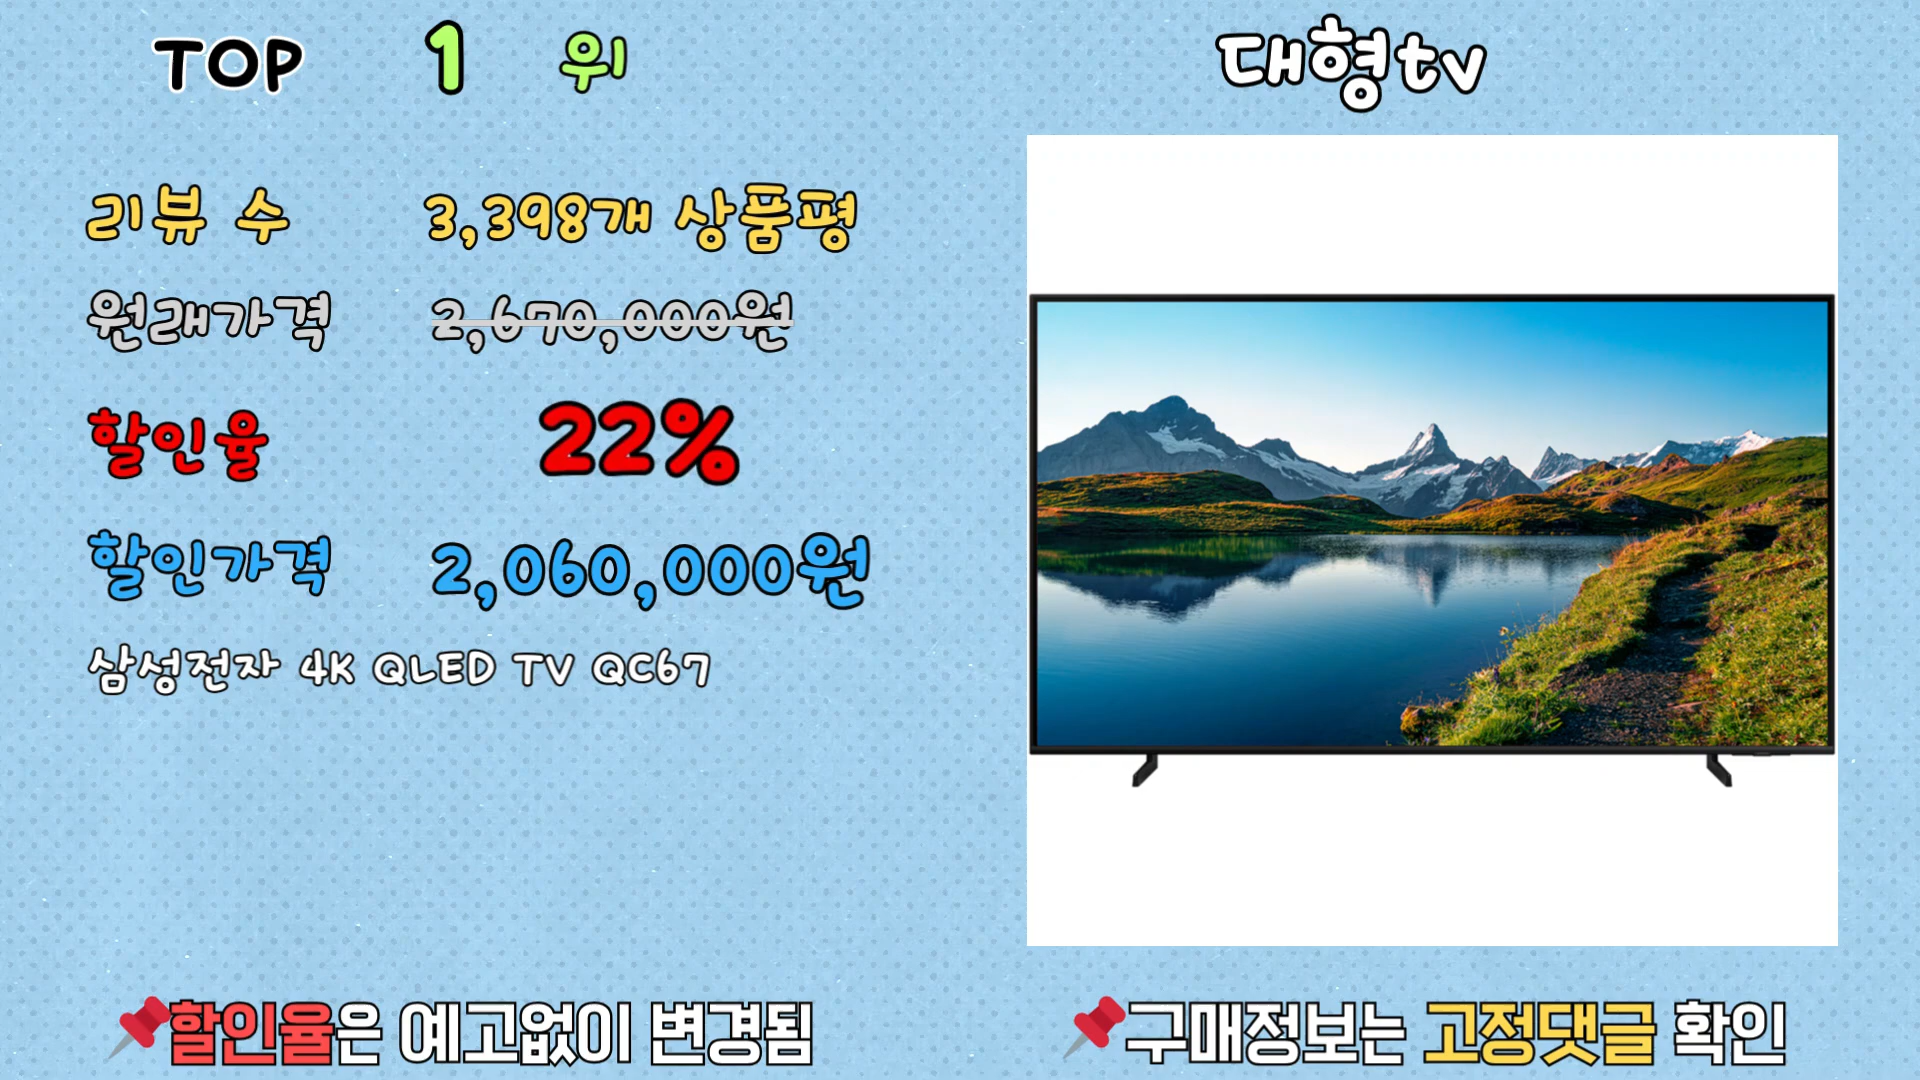 TOP 1 위
대형tv
리뷰 수 3,398개 상품평
원래가격 2,670,000원
할인율 22%
할인가격 2,060,000원
삼성전자 4K QLED TV QC67
할인율은 예고없이 변경됨
구매정보는 고정댓글 확인